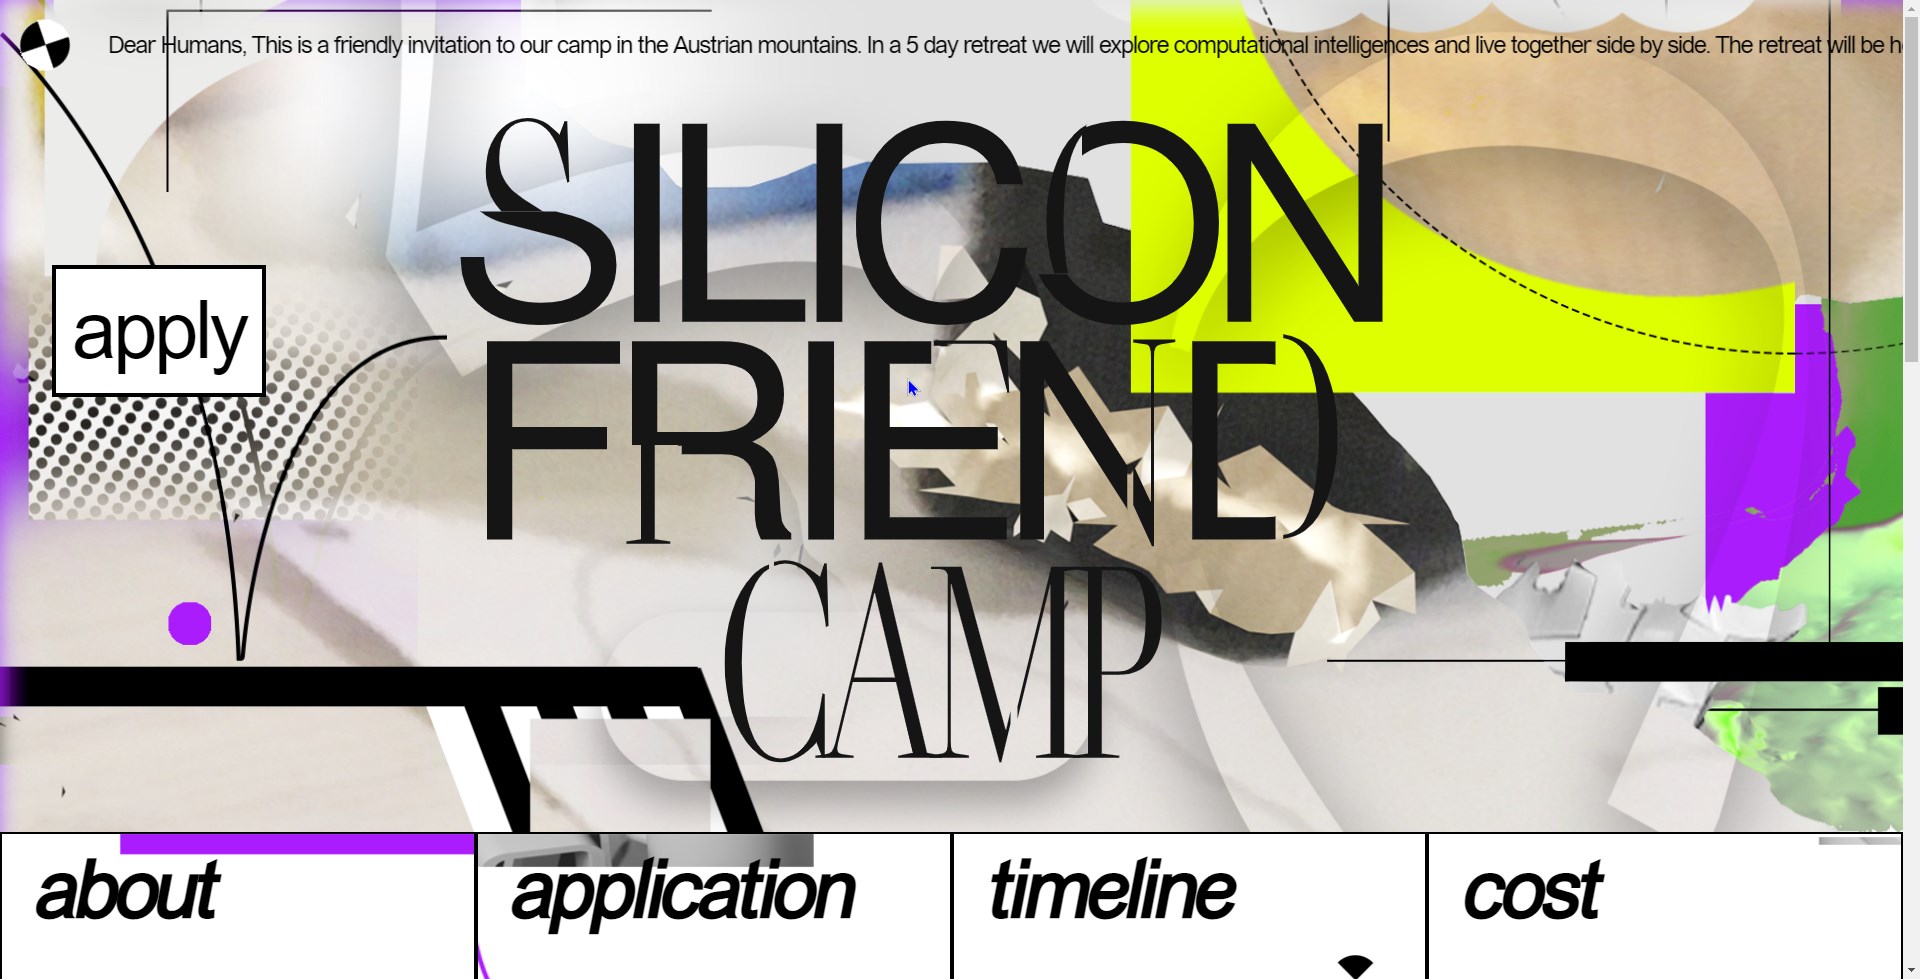 Dear Humans, This is a friendly invitation to our camp in the Austrian mountains. In a 5 day retreat we will explore computational intelligences and live together side by side. The retreat will be
SILICON
FRIEND
CAMP
apply
about
application
timeline
cost